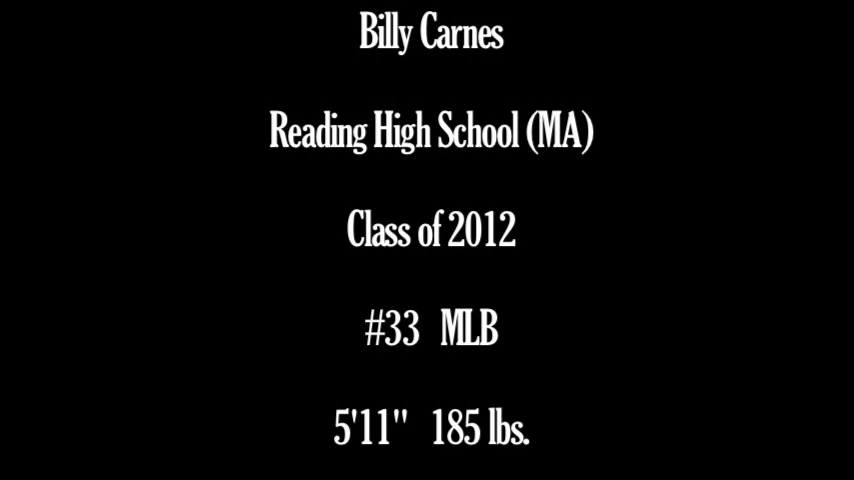 Billy Carnes
Reading High School (MA)
Class of 2012
#33 MLB
5'11" 185 lbs.